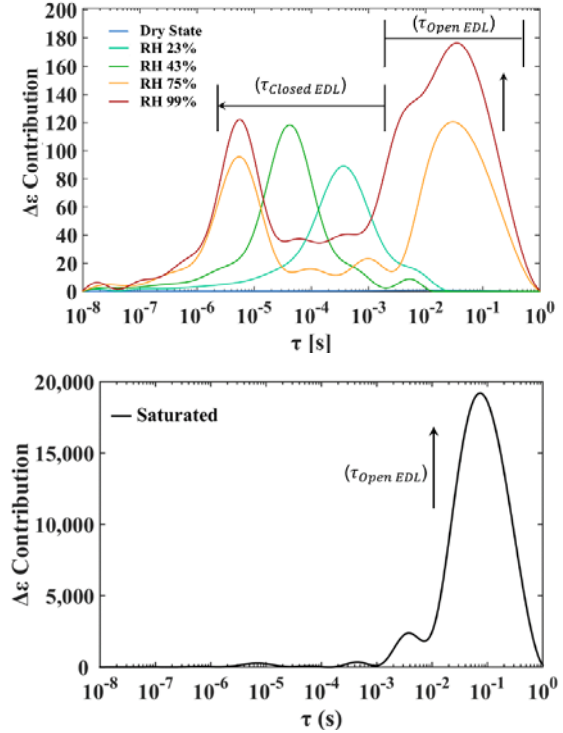 Dry State
RH 23%
RH 43%
RH 75%
RH 99%
(τOpen EDL)
(τClosed EDL)
Δε Contribution
200
180
160
140
120
100
80
60
40
20
0
10⁻⁸ 10⁻⁷ 10⁻⁶ 10⁻⁵ 10⁻⁴ 10⁻³ 10⁻² 10⁻¹ 10⁰
τ [s]
Saturated
(τOpen EDL)
Δε Contribution
20,000
15,000
10,000
5,000
0
10⁻⁸ 10⁻⁷ 10⁻⁶ 10⁻⁵ 10⁻⁴ 10⁻³ 10⁻² 10⁻¹ 10⁰
τ (s)